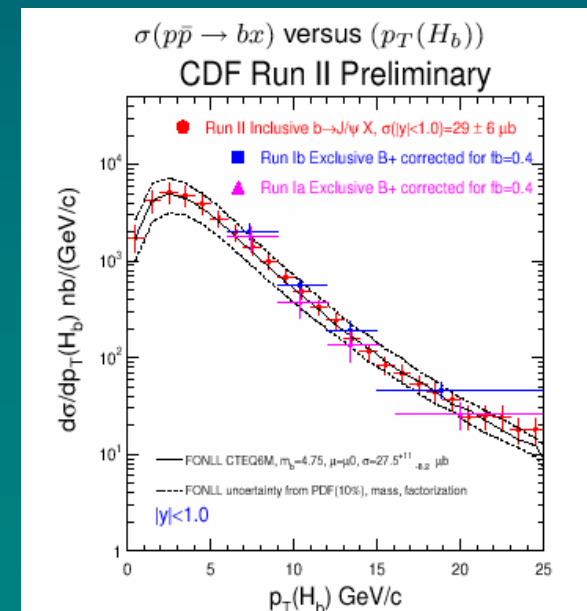 σ(pp̄ → bx) versus (p_T(H_b))
CDF Run II Preliminary
Run II Inclusive b→J/ψ X, σ(|y|<1.0)=29 ± 6 μb
Run Ib Exclusive B+ corrected for fb=0.4
Run Ia Exclusive B+ corrected for fb=0.4
10^4
10^3
10^2
10^1
1
dσ/dp_T(H_b) nb/(GeV/c)
FONLL CTEQ6M, m_b=4.75, μ=μ0, σ=27.5^+11_-8.2 μb
FONLL uncertainty from PDF(10%), mass, factorization
|y|<1.0
0 5 10 15 20 25
p_T(H_b) GeV/c